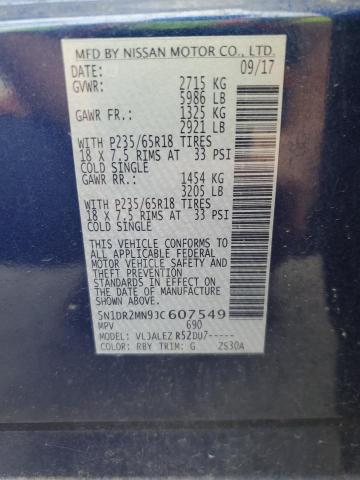 MFD BY NISSAN MOTOR CO., LTD.
DATE: 09/17
GVWR: 2715 KG
5986 LB
GAWR FR.: 1325 KG
2921 LB
WITH P235/65R18 TIRES
18 X 7.5 RIMS AT 33 PSI
COLD SINGLE
GAWR RR.: 1454 KG
3205 LB
WITH P235/65R18 TIRES
18 X 7.5 RIMS AT 33 PSI
COLD SINGLE
THIS VEHICLE CONFORMS TO
ALL APPLICABLE FEDERAL
MOTOR VEHICLE SAFETY AND
THEFT PREVENTION
STANDARDS IN EFFECT ON THE
DATE OF MANUFACTURE SHOWN
ABOVE
5N1DR2MN9JC607549
MPV 690
MODEL: VLJALEZ R52DU7-----
COLOR: RBY TRIM: G ZS30A